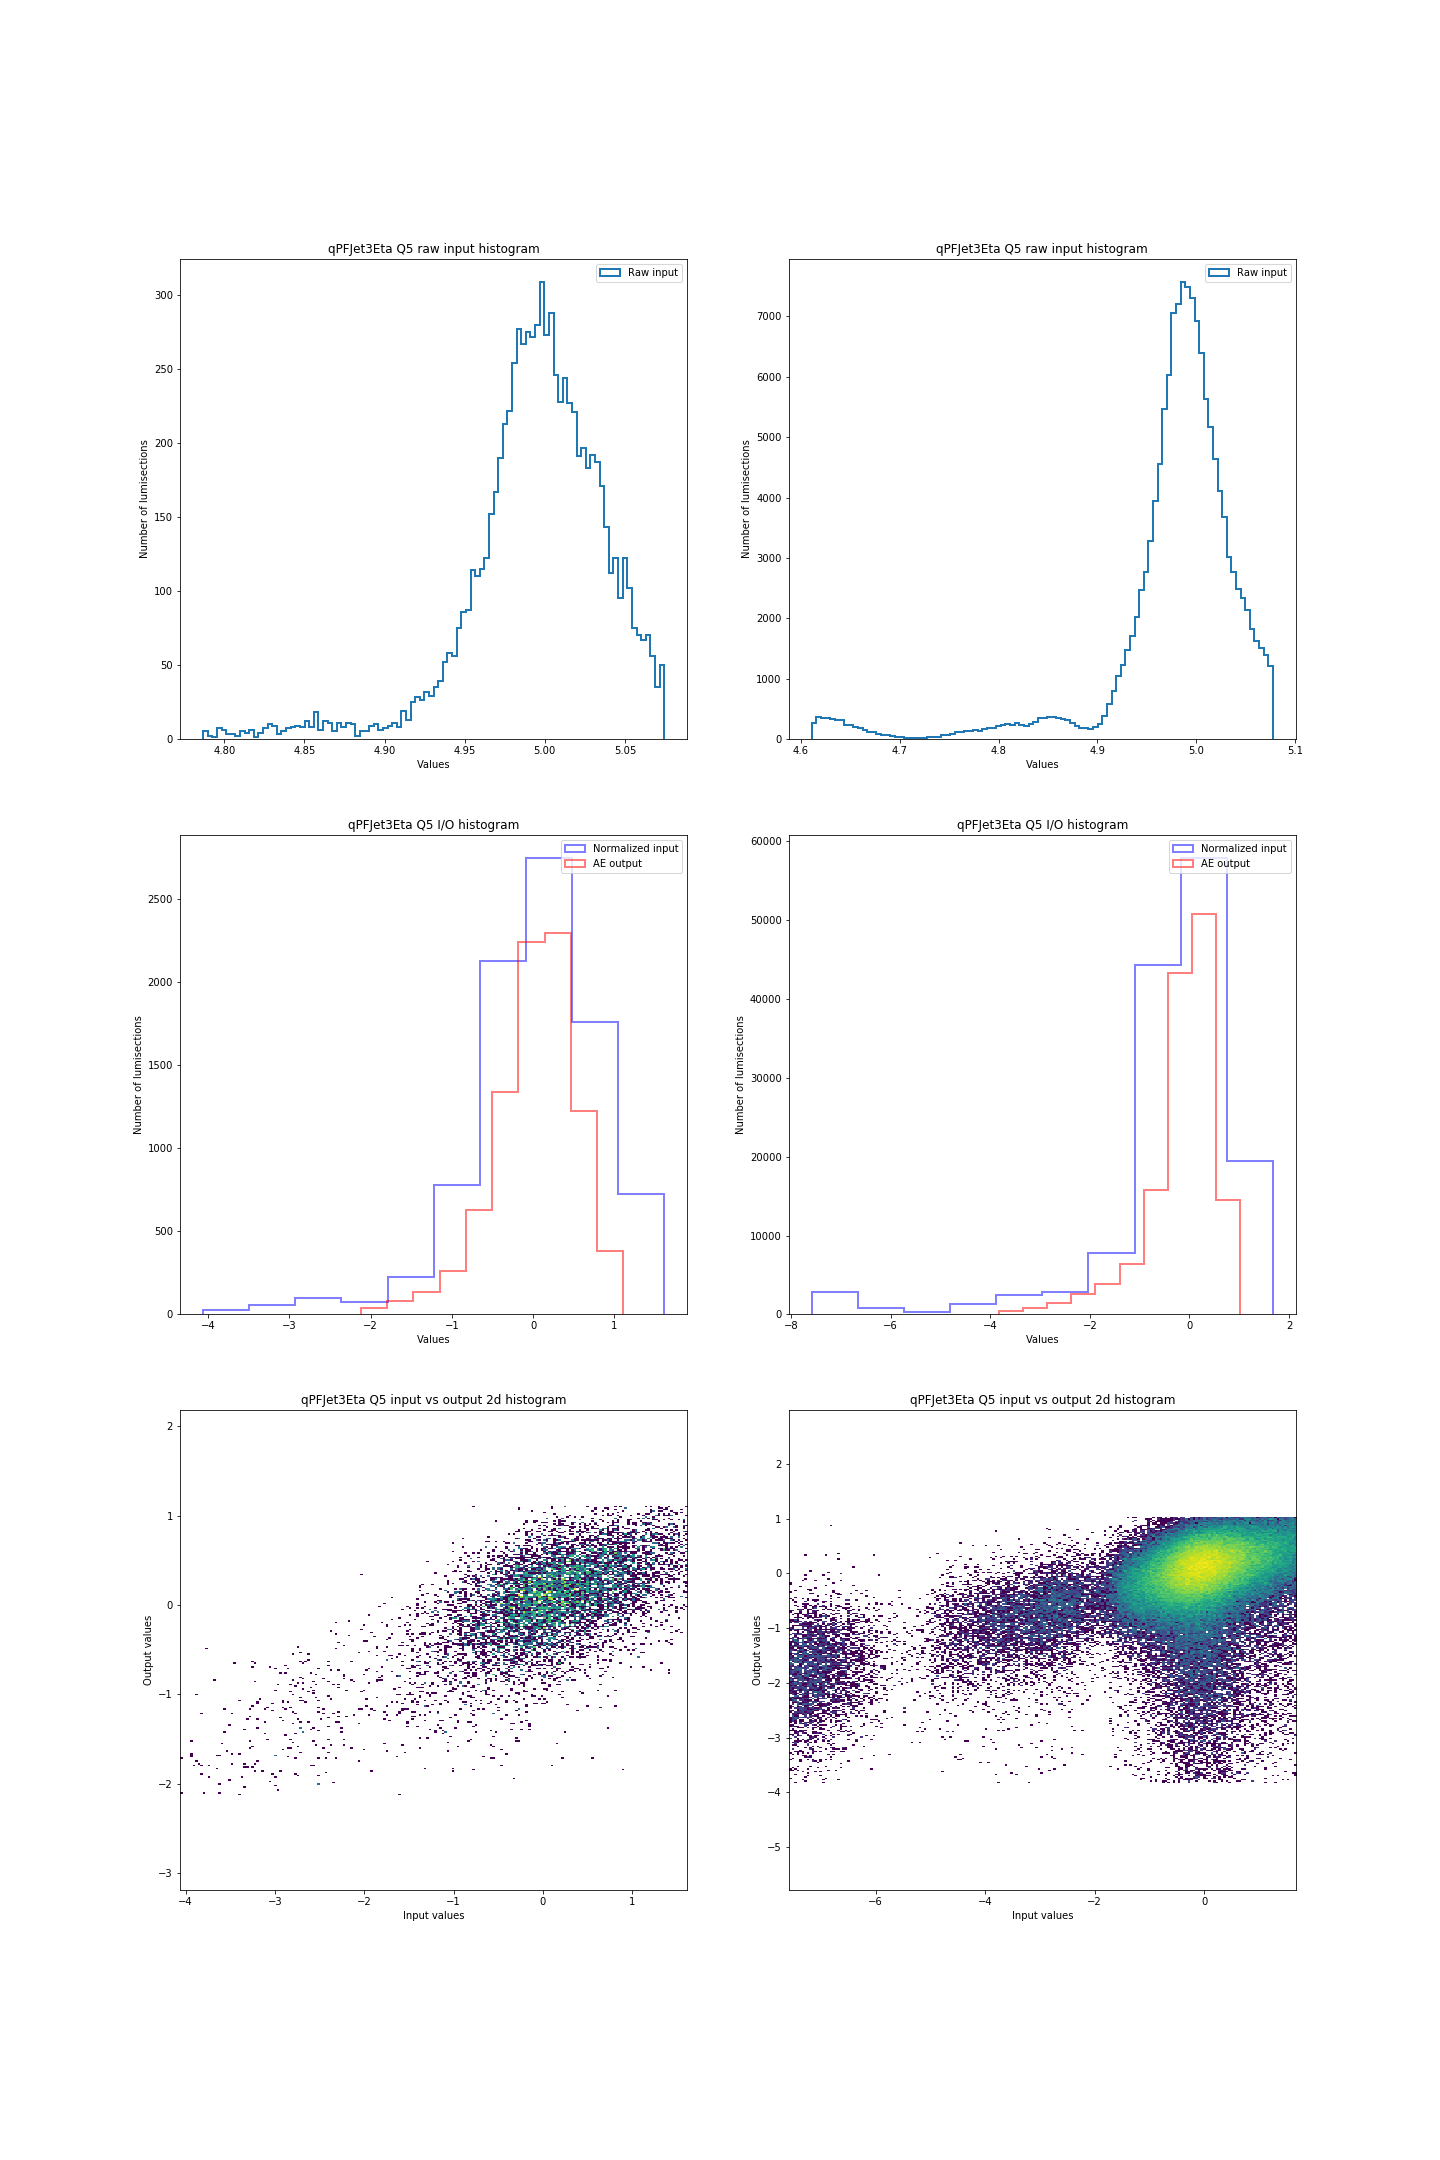 qPFJet3Eta Q5 raw input histogram
Raw input
Number of lumisections
300
250
200
150
100
50
0
4.80 4.85 4.90 4.95 5.00 5.05
Values
qPFJet3Eta Q5 raw input histogram
Raw input
Number of lumisections
7000
6000
5000
4000
3000
2000
1000
0
4.6 4.7 4.8 4.9 5.0 5.1
Values
qPFJet3Eta Q5 I/O histogram
Normalized input
AE output
Number of lumisections
2500
2000
1500
1000
500
0
−4 −3 −2 −1 0 1
Values
qPFJet3Eta Q5 I/O histogram
Normalized input
AE output
Number of lumisections
60000
50000
40000
30000
20000
10000
0
−8 −6 −4 −2 0 2
Values
qPFJet3Eta Q5 input vs output 2d histogram
Output values
2
1
0
−1
−2
−3
−4 −3 −2 −1 0 1
Input values
qPFJet3Eta Q5 input vs output 2d histogram
Output values
2
1
0
−1
−2
−3
−4
−5
−6 −4 −2 0
Input values